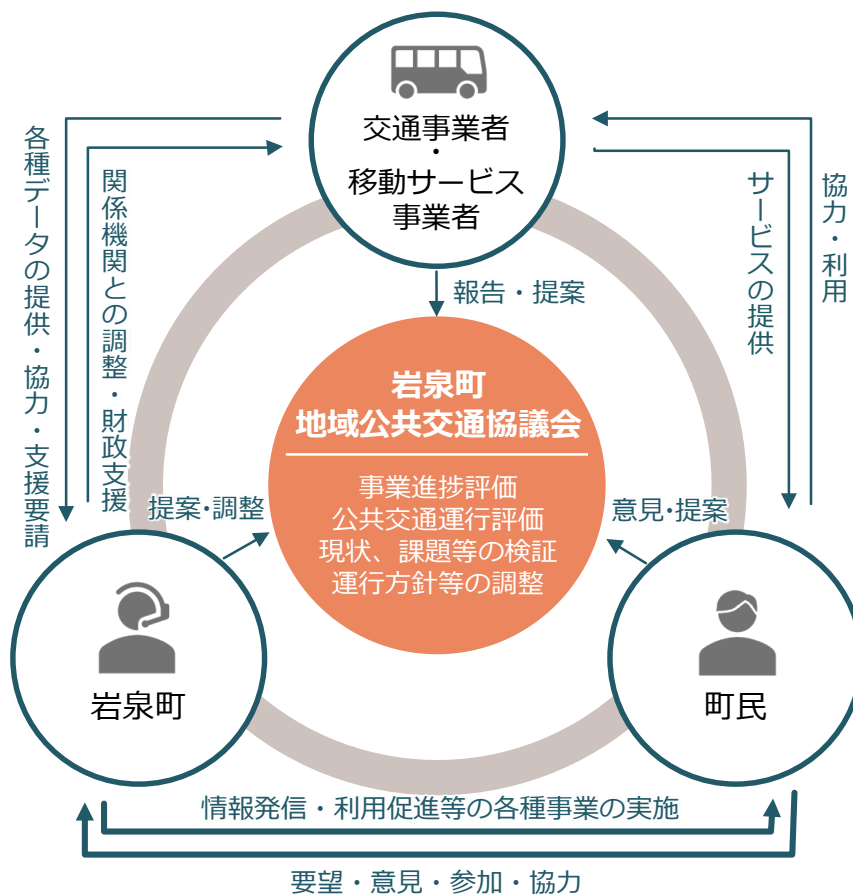 交通事業者
・
移動サービス
事業者
各種データの提供・協力・支援要請
関係機関との調整・財政支援
サービスの提供
協力・利用
報告・提案
岩泉町
地域公共交通協議会
事業進捗評価
公共交通運行評価
現状、課題等の検証
運行方針等の調整
提案･調整
意見･提案
岩泉町
町民
情報発信・利用促進等の各種事業の実施
要望・意見・参加・協力